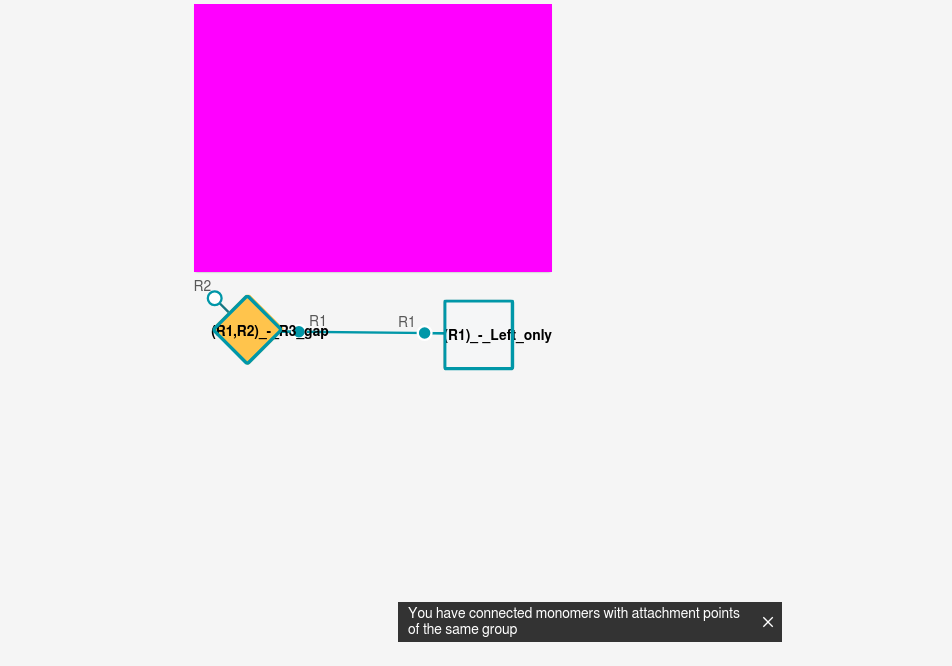 R2
(R1,R2)_-_R3_gap
R1
R1
(R1)_-_Left_only
You have connected monomers with attachment points
of the same group